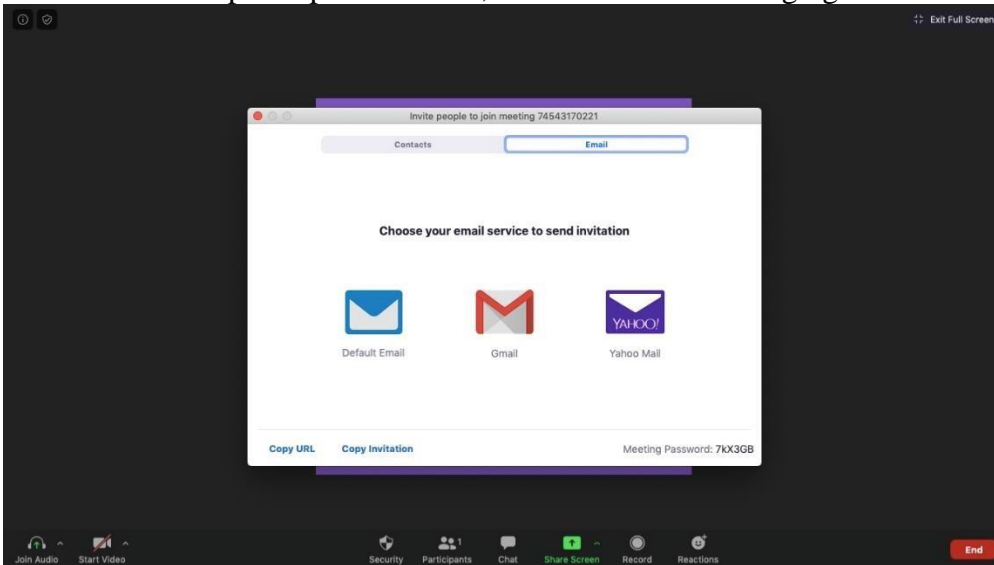 Exit Full Screen
Invite people to join meeting 74543170221
Contacts Email
Choose your email service to send invitation
YAHOO!
Default Email Gmail Yahoo Mail
Copy URL Copy Invitation Meeting Password: 7kX3GB
1
Join Audio Start Video Security Participants Chat Share Screen Record Reactions End